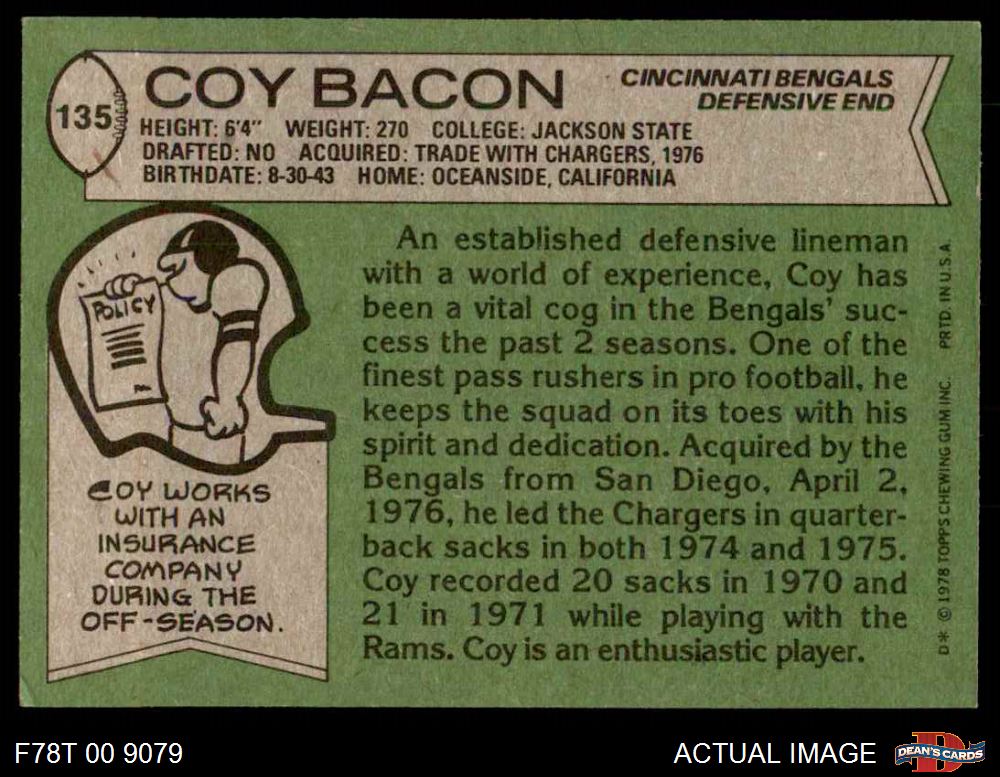 135
COY BACON
CINCINNATI BENGALS
DEFENSIVE END
HEIGHT: 6'4" WEIGHT: 270 COLLEGE: JACKSON STATE
DRAFTED: NO ACQUIRED: TRADE WITH CHARGERS, 1976
BIRTHDATE: 8-30-43 HOME: OCEANSIDE, CALIFORNIA
POLICY
COY WORKS
WITH AN
INSURANCE
COMPANY
DURING THE
OFF-SEASON.
An established defensive lineman
with a world of experience, Coy has
been a vital cog in the Bengals' suc-
cess the past 2 seasons. One of the
finest pass rushers in pro football, he
keeps the squad on its toes with his
spirit and dedication. Acquired by the
Bengals from San Diego, April 2,
1976, he led the Chargers in quarter-
back sacks in both 1974 and 1975.
Coy recorded 20 sacks in 1970 and
21 in 1971 while playing with the
Rams. Coy is an enthusiastic player.
D* © 1978 TOPPS CHEWING GUM INC. PRTD. IN U.S.A.
F78T 00 9079
ACTUAL IMAGE
D
DEAN'S CARDS